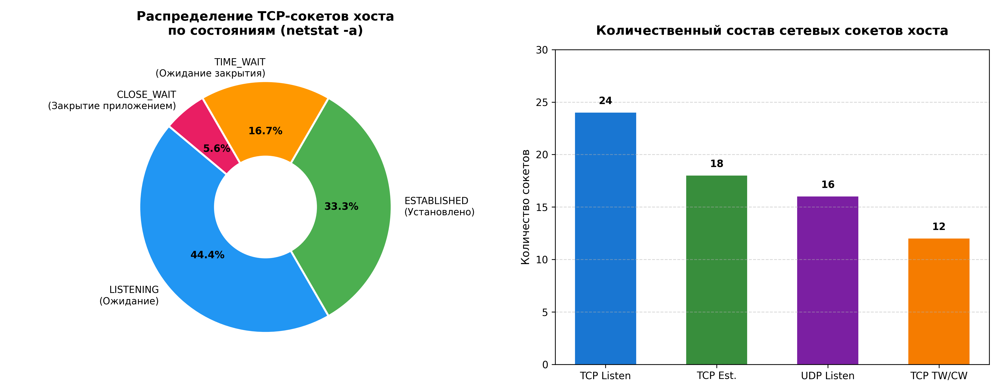 Распределение TCP-сокетов хоста
по состояниям (netstat -a)
TIME_WAIT
(Ожидание закрытия)
CLOSE_WAIT
(Закрытие приложением)
16.7%
5.6%
33.3%
ESTABLISHED
(Установлено)
44.4%
LISTENING
(Ожидание)
Количественный состав сетевых сокетов хоста
Количество сокетов
30
25
20
15
10
5
0
24
18
16
12
TCP Listen
TCP Est.
UDP Listen
TCP TW/CW